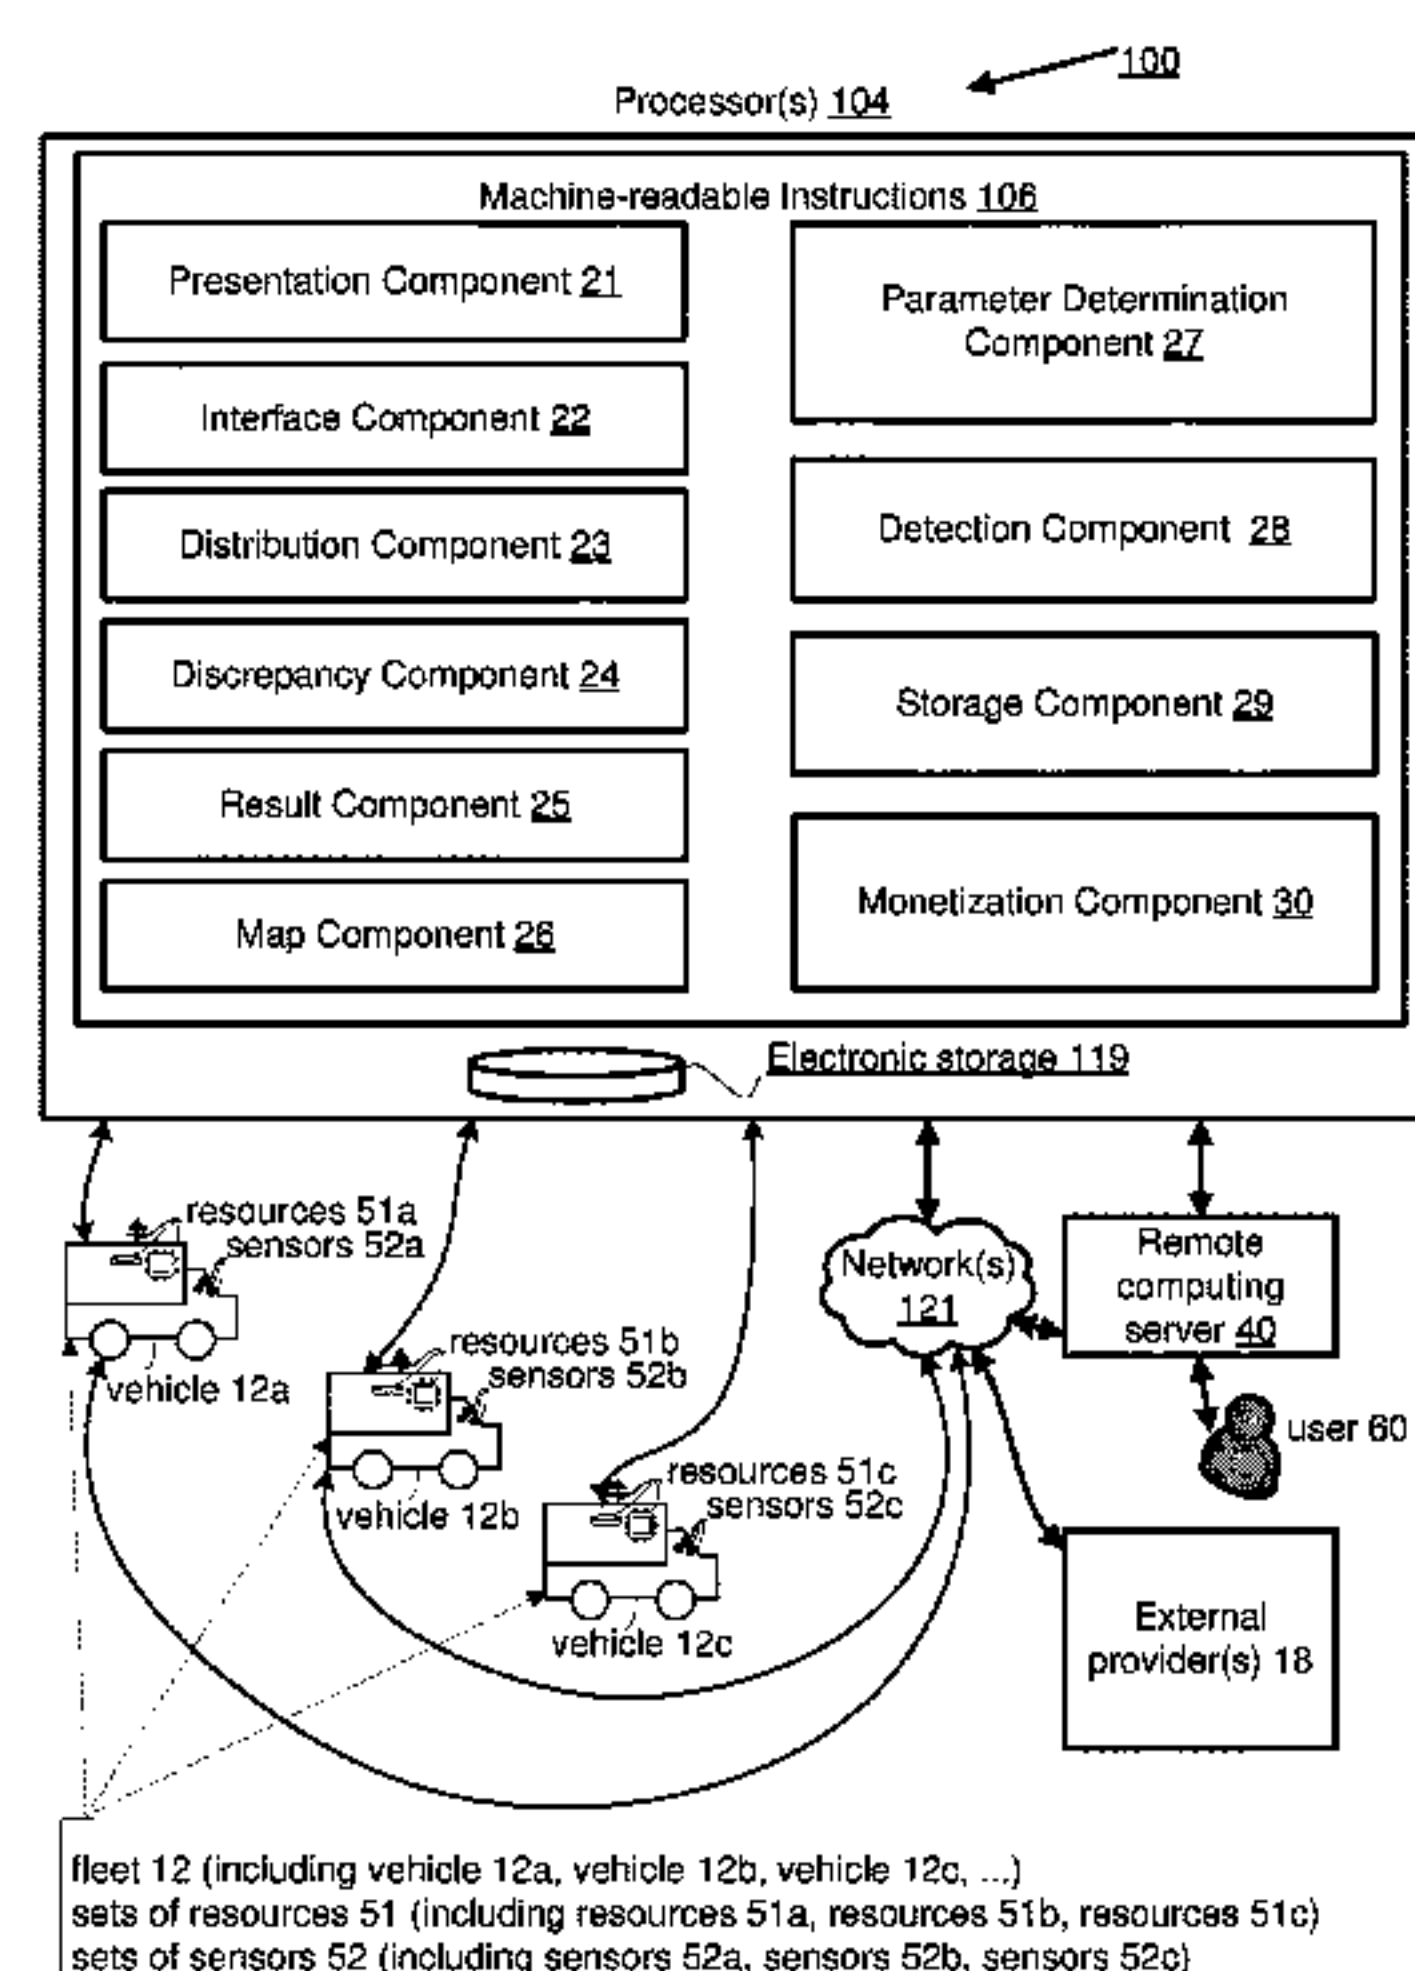 100
Processor(s) 104
Machine-readable Instructions 106
Presentation Component 21
Interface Component 22
Distribution Component 23
Discrepancy Component 24
Result Component 25
Map Component 26
Parameter Determination
Component 27
Detection Component 28
Storage Component 29
Monetization Component 30
Electronic storage 119
resources 51a
sensors 52a
vehicle 12a
resources 51b
sensors 52b
vehicle 12b
resources 51c
sensors 52c
vehicle 12c
Network(s)
121
Remote
computing
server 40
user 60
External
provider(s) 18
fleet 12 (including vehicle 12a, vehicle 12b, vehicle 12c, ...)
sets of resources 51 (including resources 51a, resources 51b, resources 51c)
sets of sensors 52 (including sensors 52a, sensors 52b, sensors 52c)